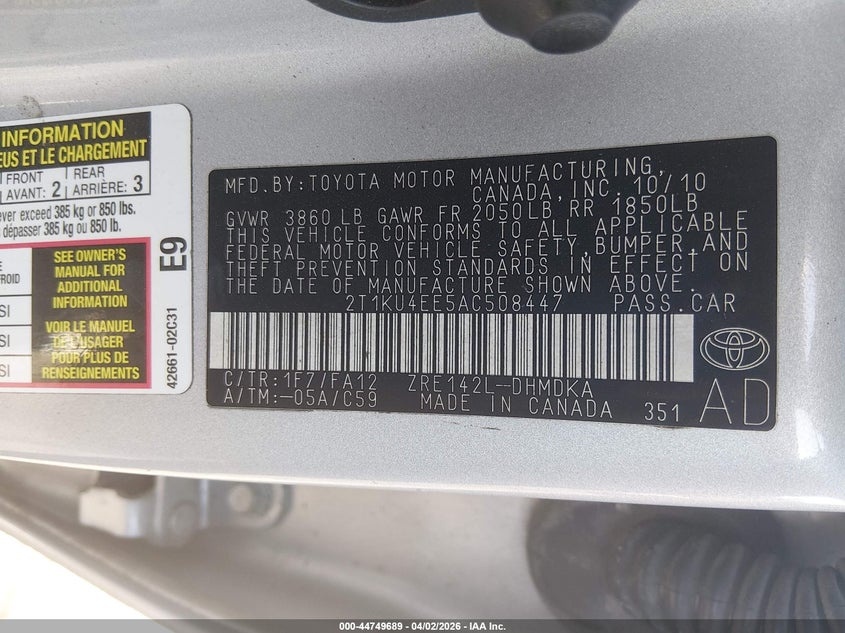 INFORMATION
EUS ET LE CHARGEMENT
FRONT
AVANT: 2
REAR
ARRIÈRE: 3
ever exceed 385 kg or 850 lbs.
dépasser 385 kg ou 850 lb.
SEE OWNER'S
MANUAL FOR
ADDITIONAL
INFORMATION
VOIR LE MANUEL
DE L'USAGER
POUR PLUS DE
RENSEIGNEMENTS
E9
42661-02C31
MFD.BY:TOYOTA MOTOR MANUFACTURING,
CANADA, INC. 10/10
GVWR 3860 LB GAWR FR 2050LB RR 1850LB
THIS VEHICLE CONFORMS TO ALL APPLICABLE
FEDERAL MOTOR VEHICLE SAFETY, BUMPER, AND
THEFT PREVENTION STANDARDS IN EFFECT ON
THE DATE OF MANUFACTURE SHOWN ABOVE.
2T1KU4EE5AC508447 PASS.CAR
C/TR:1F7/FA12 ZRE142L-DHMDKA
A/TM:-05A/C59 MADE IN CANADA 351
AD
000-44749689 - 04/02/2026 - IAA Inc.